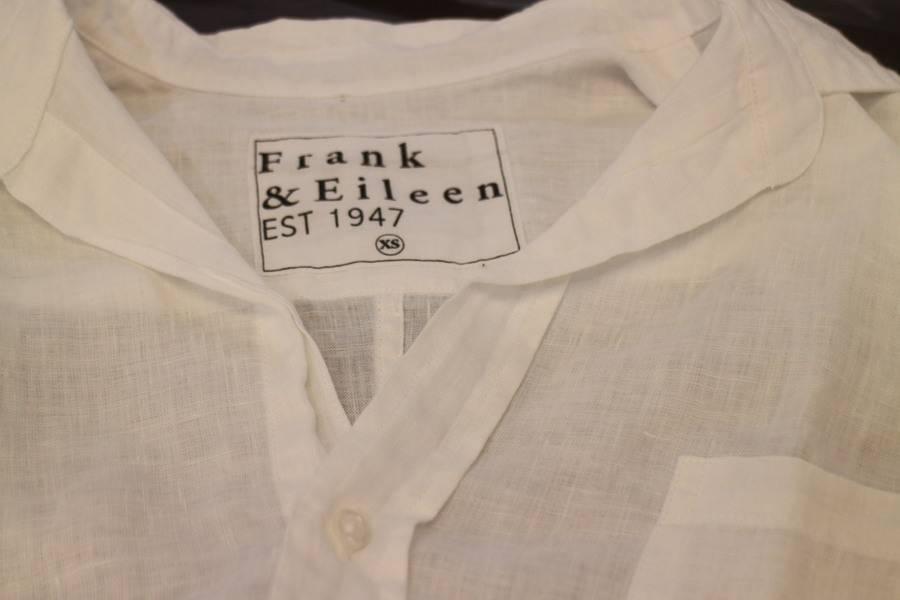 Frank
& Eileen
EST 1947
XS